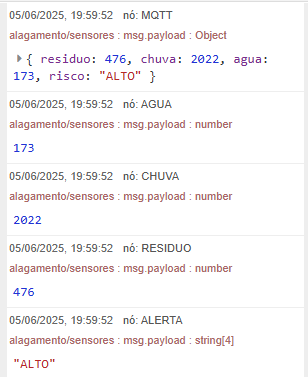 05/06/2025, 19:59:52 nó: MQTT
alagamento/sensores : msg.payload : Object
{ residuo: 476, chuva: 2022, agua:
173, risco: "ALTO" }
05/06/2025, 19:59:52 nó: AGUA
alagamento/sensores : msg.payload : number
173
05/06/2025, 19:59:52 nó: CHUVA
alagamento/sensores : msg.payload : number
2022
05/06/2025, 19:59:52 nó: RESIDUO
alagamento/sensores : msg.payload : number
476
05/06/2025, 19:59:52 nó: ALERTA
alagamento/sensores : msg.payload : string[4]
"ALTO"